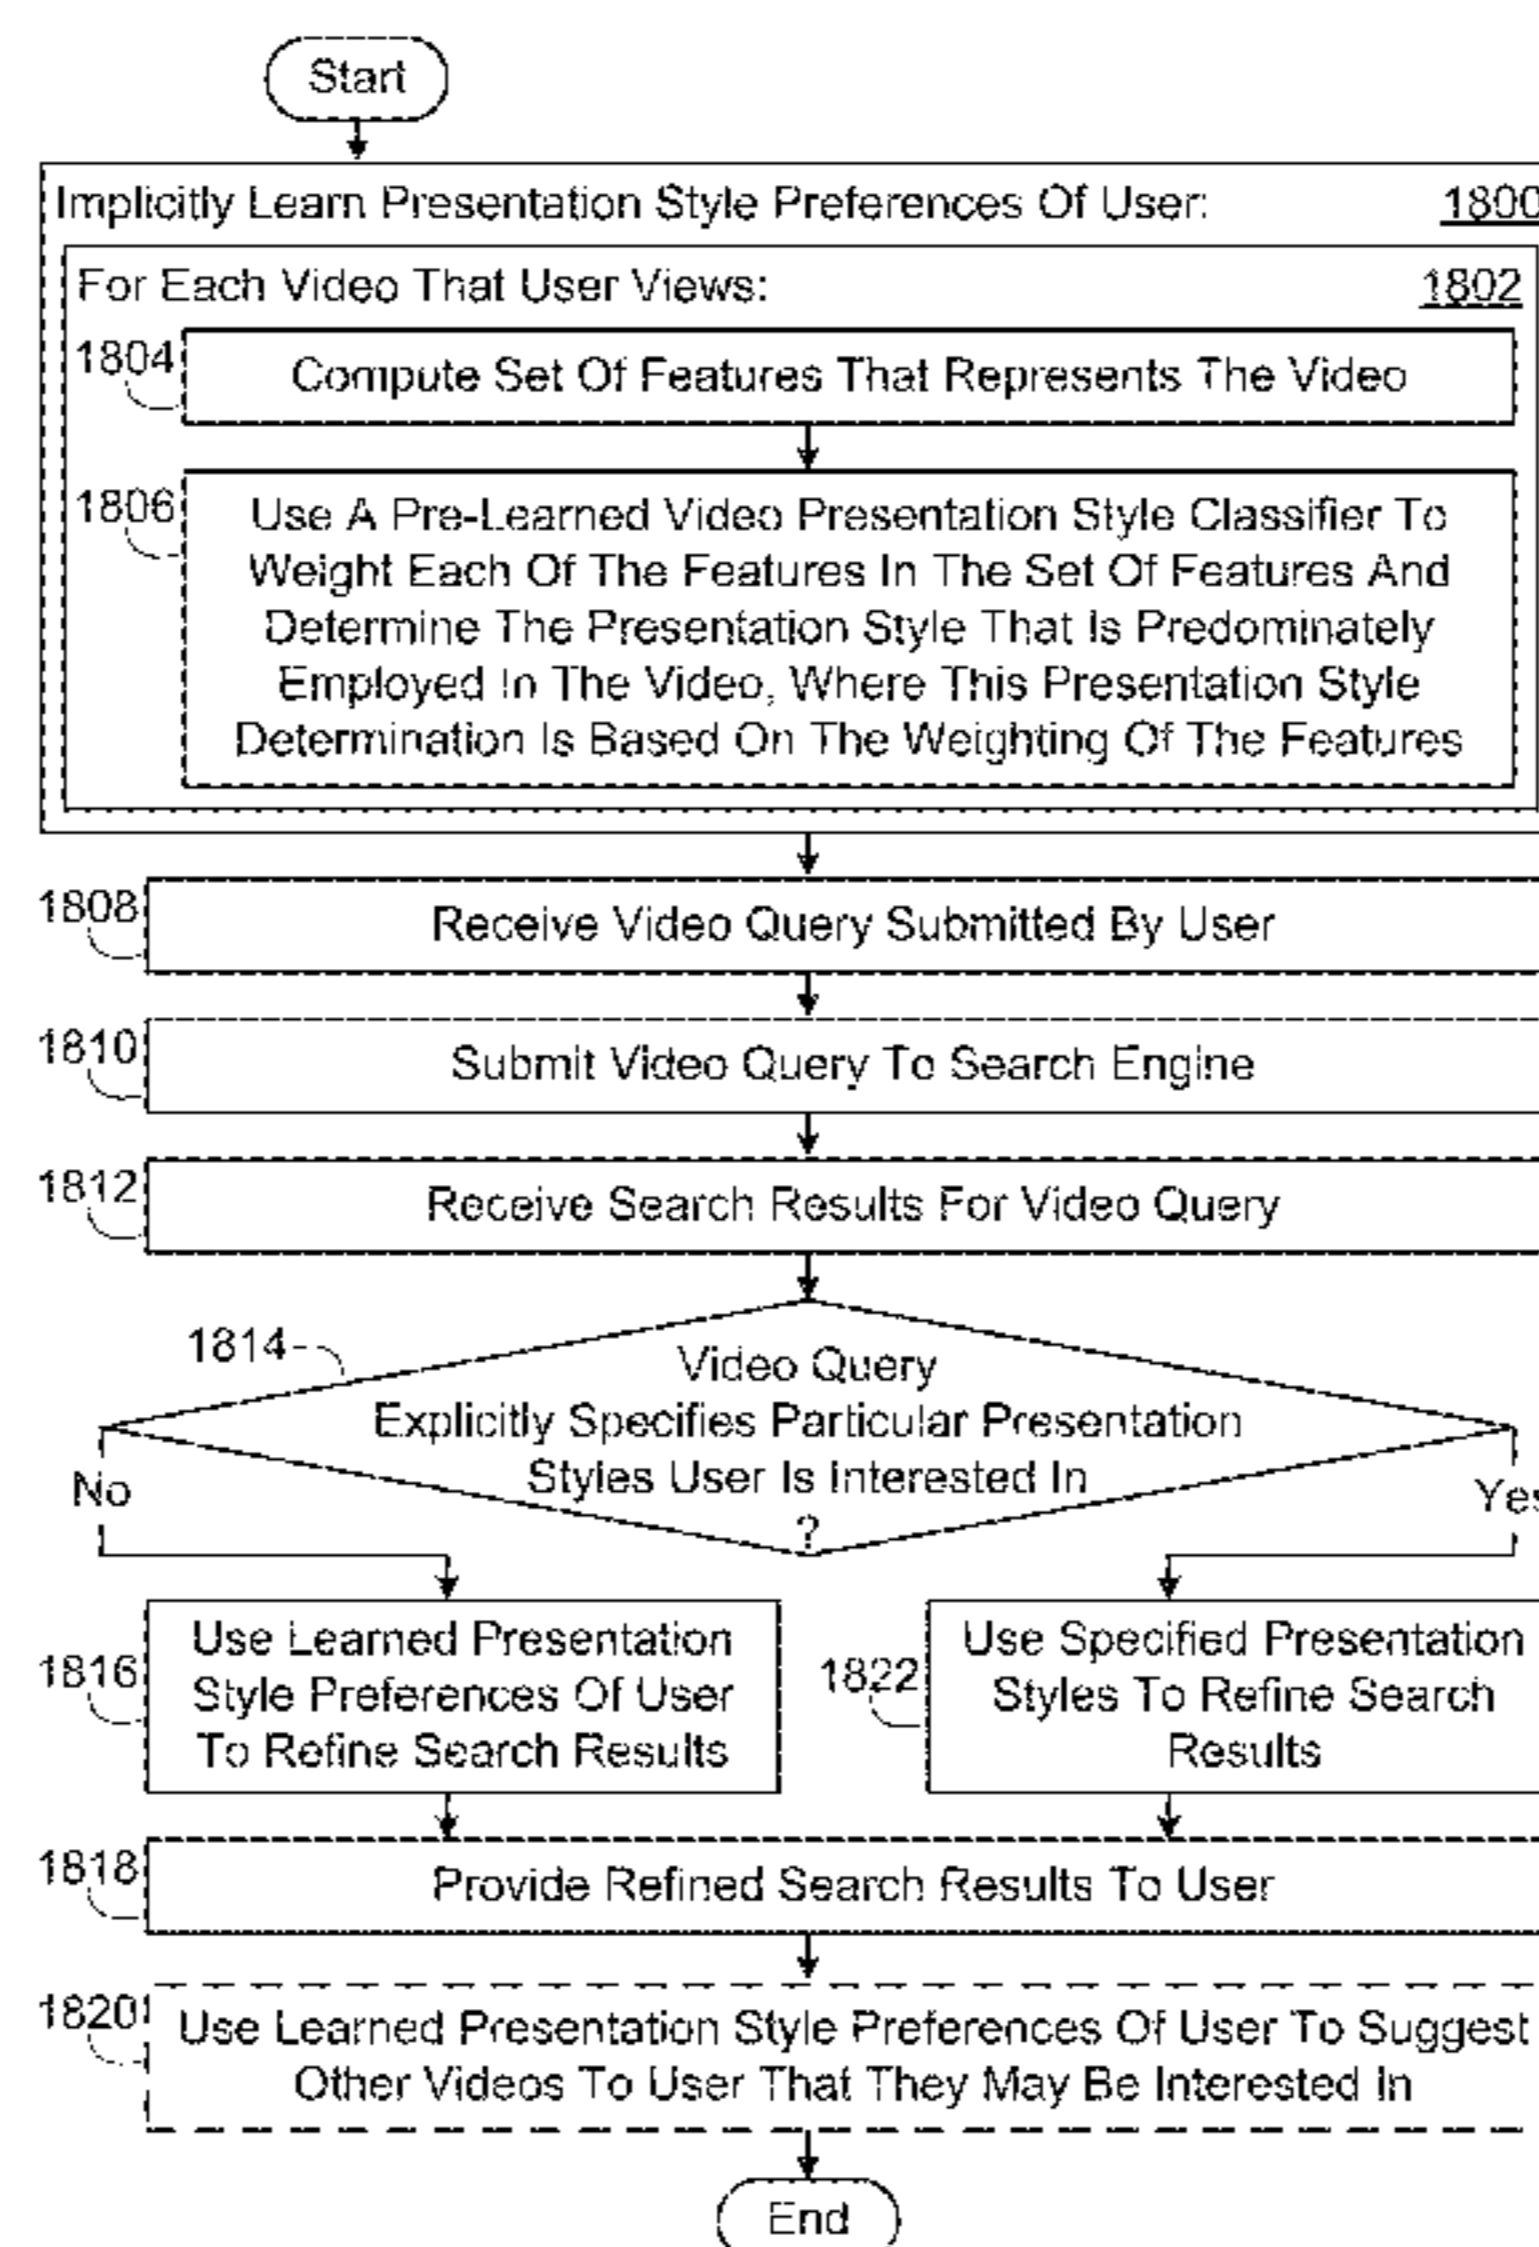 Start
Implicitly Learn Presentation Style Preferences Of User: 1800
For Each Video That User Views: 1802
1804
Compute Set Of Features That Represents The Video
1806
Use A Pre-Learned Video Presentation Style Classifier To
Weight Each Of The Features In The Set Of Features And
Determine The Presentation Style That Is Predominately
Employed In The Video, Where This Presentation Style
Determination Is Based On The Weighting Of The Features
1808
Receive Video Query Submitted By User
1810
Submit Video Query To Search Engine
1812
Receive Search Results For Video Query
1814
Video Query
Explicitly Specifies Particular Presentation
Styles User Is Interested In
?
No
Yes
1816
Use Learned Presentation
Style Preferences Of User
To Refine Search Results
1822
Use Specified Presentation
Styles To Refine Search
Results
1818
Provide Refined Search Results To User
1820
Use Learned Presentation Style Preferences Of User To Suggest
Other Videos To User That They May Be Interested In
End